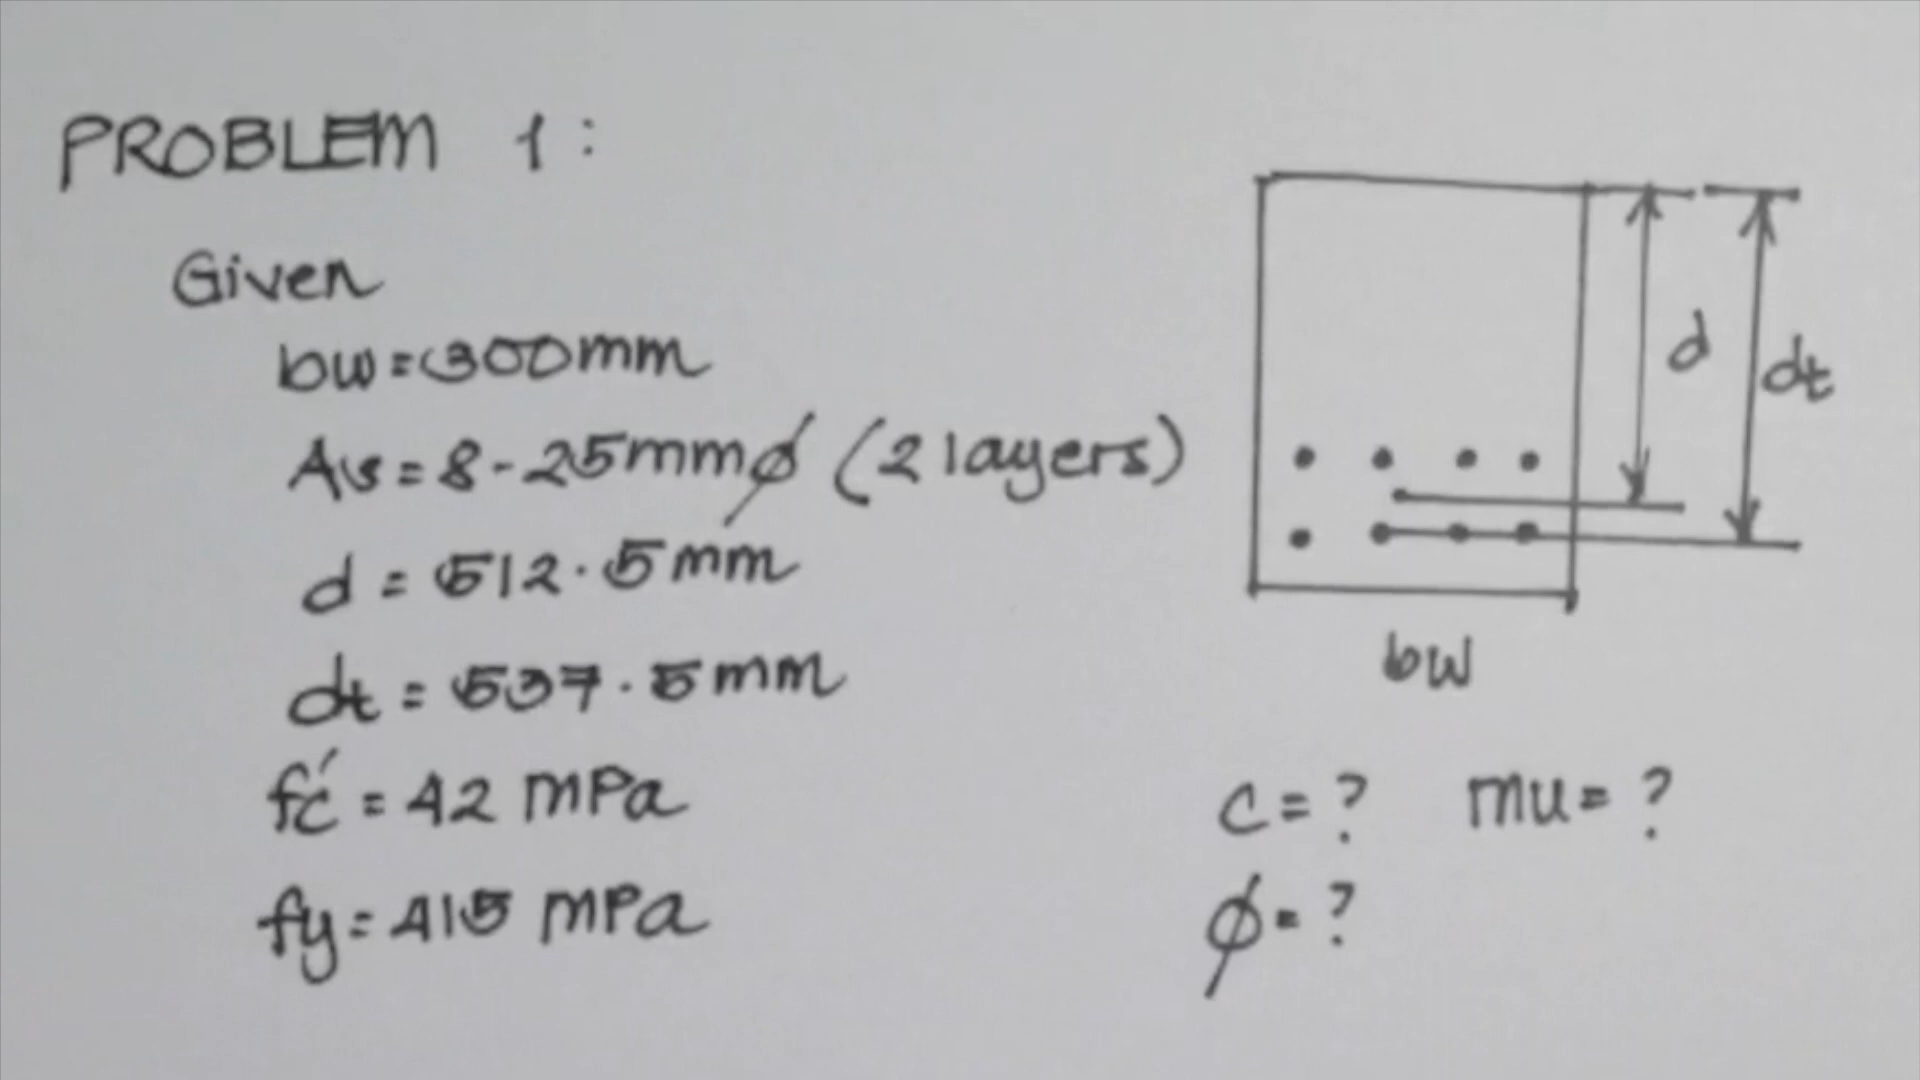 PROBLEM 1:
Given
bw=300mm
As=8-25mmϕ (2 layers)
d=512.5mm
dt=537.5mm
fć=42 MPa
fy=415 MPa
d
dt
bw
c=? mu=?
ϕ=?